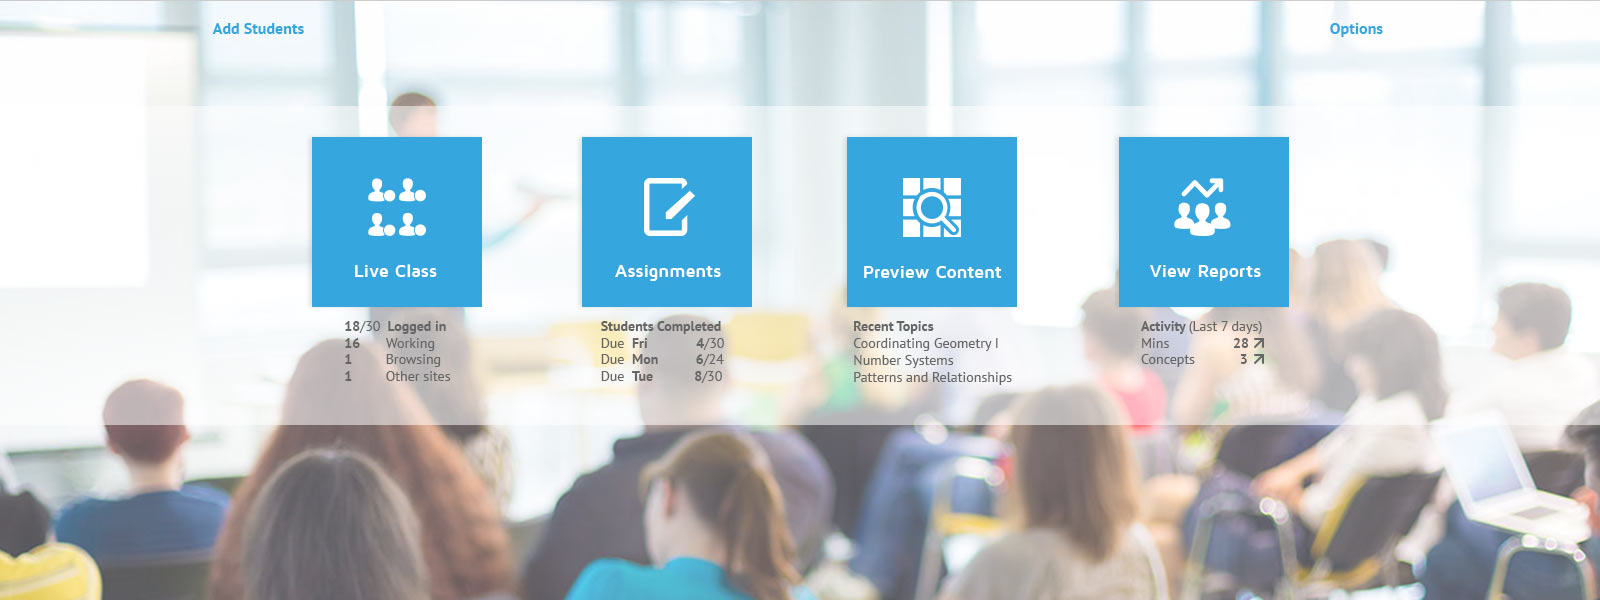 Add Students
Options
Live Class
Assignments
Preview Content
View Reports
18/30 Logged in
16 Working
1 Browsing
1 Other sites
Students Completed
Due Fri 4/30
Due Mon 6/24
Due Tue 8/30
Recent Topics
Coordinating Geometry I
Number Systems
Patterns and Relationships
Activity (Last 7 days)
Mins 28
Concepts 3